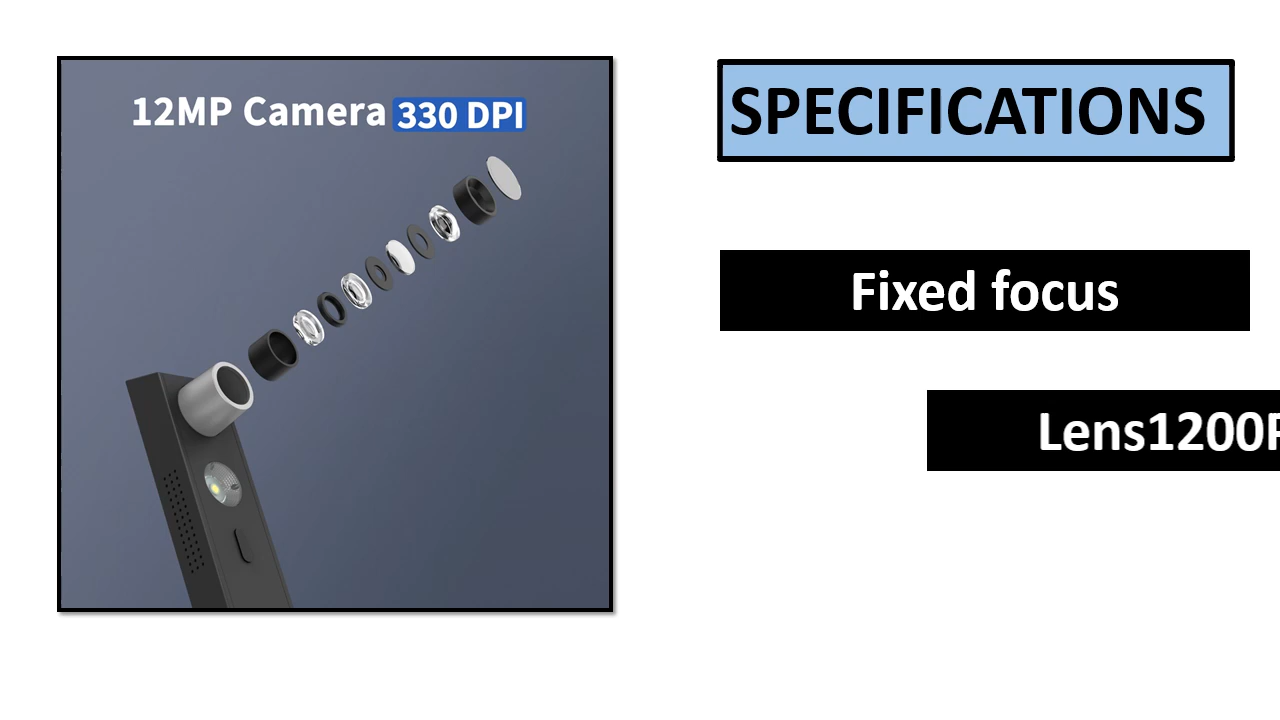 12MP Camera 330 DPI
SPECIFICATIONS
Fixed focus
Lens1200